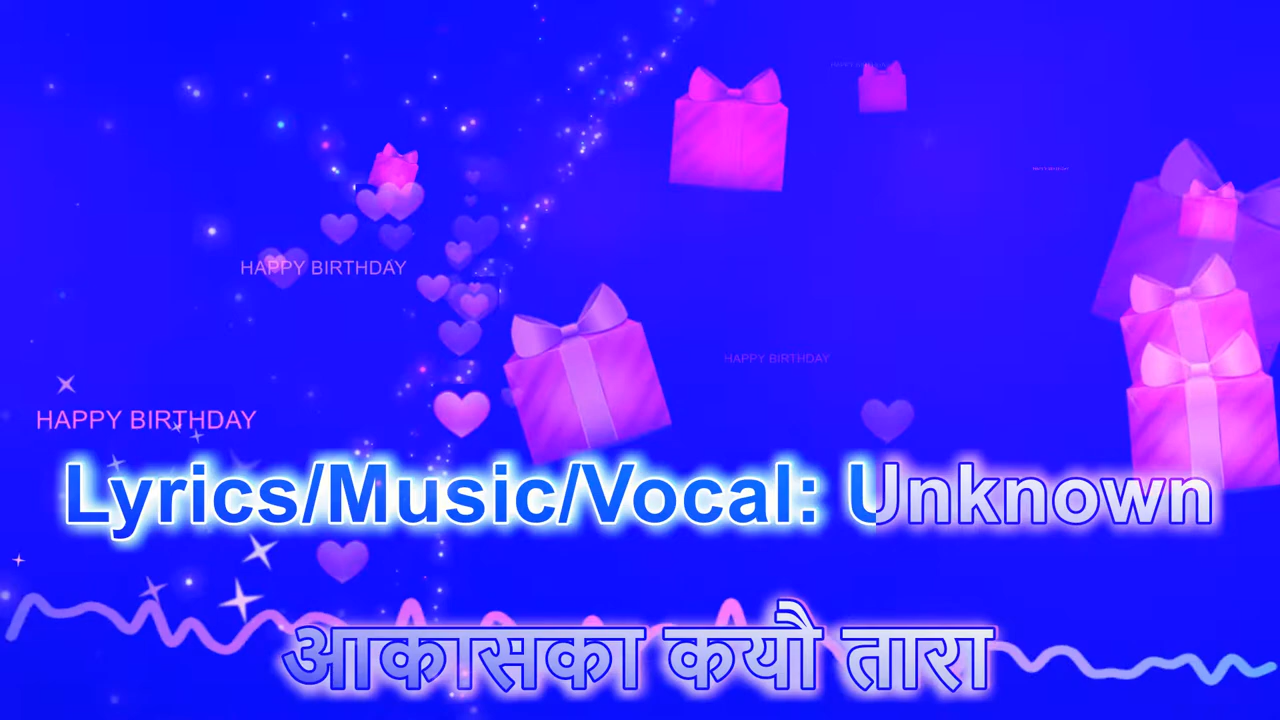 HAPPY BIRTHDAY
HAPPY BIRTHDAY
HAPPY BIRTHDAY
Lyrics/Music/Vocal: Unknown
आकासका कयौ तारा